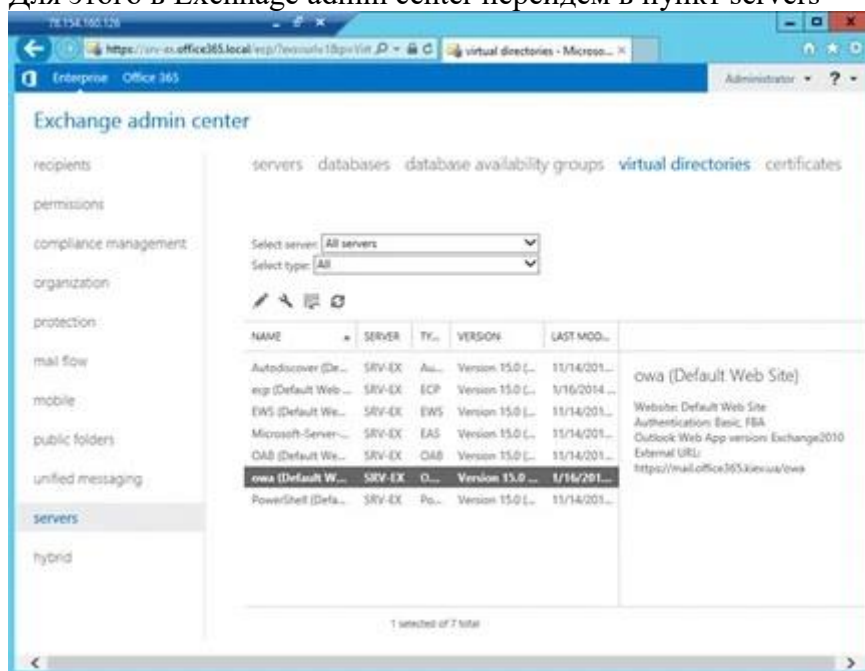 Для этого в Exchnage admin center перейдем в пункт servers
78.154.160.126
virtual directories - Microso...
Enterprise Office 365
Administrator ?
Exchange admin center
servers databases database availability groups virtual directories certificates
recipients
permissions
compliance management
organization
protection
mail flow
mobile
public folders
unified messaging
servers
hybrid
Select server: All servers
Select type: All
NAME SERVER TY... VERSION LAST MOD...
Autodiscover (De... SRV-EX Au... Version 15.0 (... 11/14/201...
ecp (Default Web ... SRV-EX ECP Version 15.0 (... 1/16/2014 ...
EWS (Default We... SRV-EX EWS Version 15.0 (... 11/14/201...
Microsoft-Server-... SRV-EX EAS Version 15.0 (... 11/14/201...
OAB (Default We... SRV-EX OAB Version 15.0 (... 11/14/201...
owa (Default W... SRV-EX O... Version 15.0 ... 1/16/201...
PowerShell (Defa... SRV-EX Po... Version 15.0 (... 11/14/201...
owa (Default Web Site)
Website: Default Web Site
Authentication: Basic, FBA
Outlook Web App version: Exchange2010
External URL:
https://mail.office365.kiev.ua/owa
1 selected of 7 total